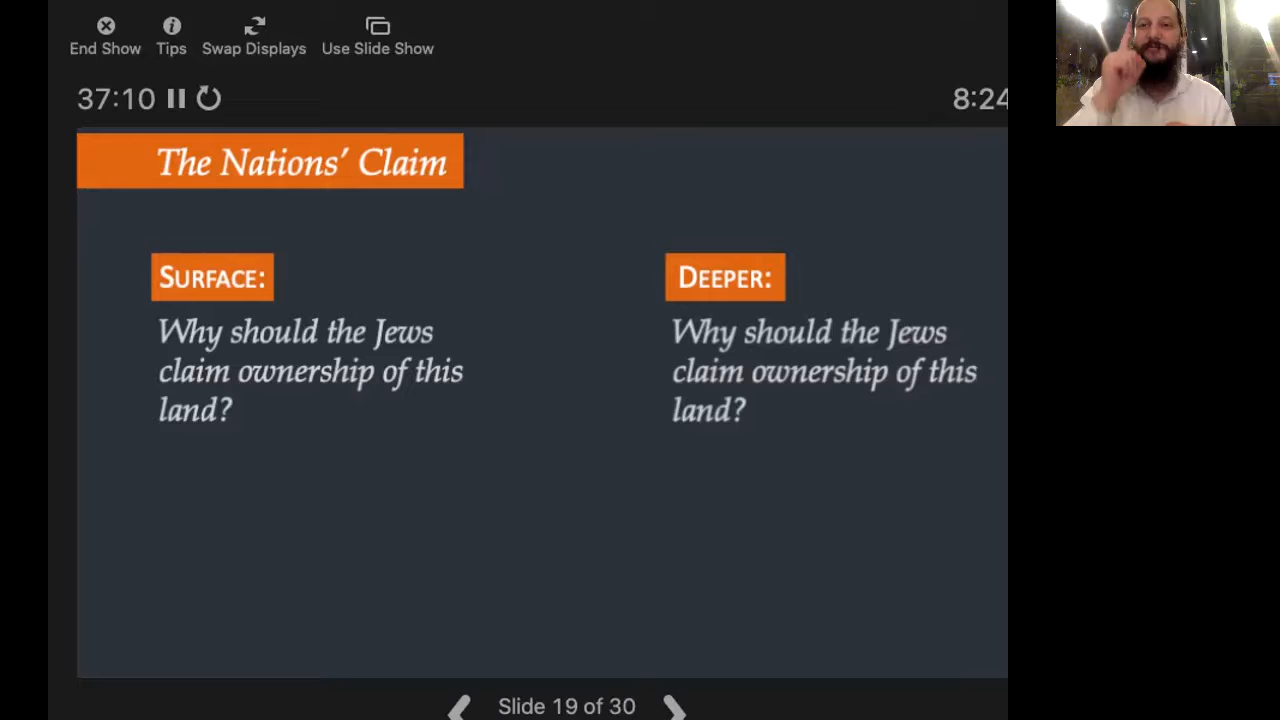 End Show Tips Swap Displays Use Slide Show
37:10 8:24
The Nations’ Claim
SURFACE:
Why should the Jews
claim ownership of this
land?
DEEPER:
Why should the Jews
claim ownership of this
land?
Slide 19 of 30